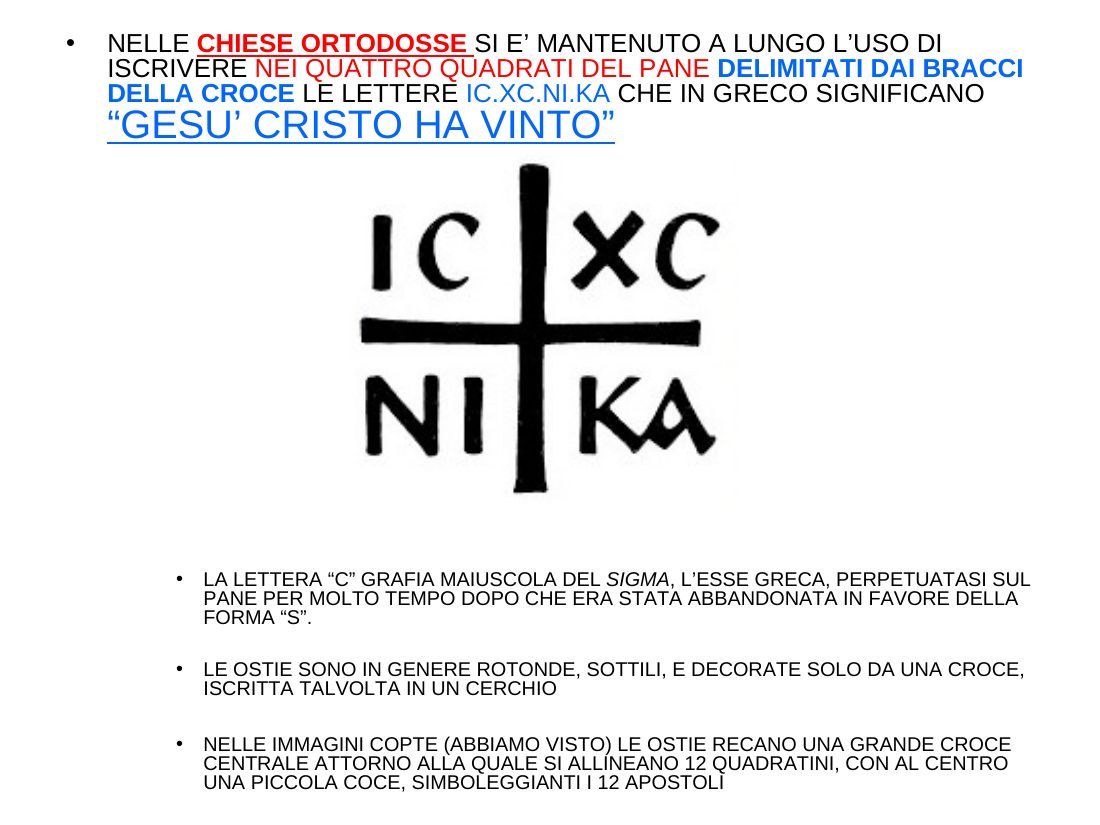 • NELLE CHIESE ORTODOSSE SI E’ MANTENUTO A LUNGO L’USO DI
ISCRIVERE NEI QUATTRO QUADRATI DEL PANE DELIMITATI DAI BRACCI
DELLA CROCE LE LETTERE IC.XC.NI.KA CHE IN GRECO SIGNIFICANO
“GESU’ CRISTO HA VINTO”
IC XC
NI KA
• LA LETTERA “C” GRAFIA MAIUSCOLA DEL SIGMA, L’ESSE GRECA, PERPETUATASI SUL
PANE PER MOLTO TEMPO DOPO CHE ERA STATA ABBANDONATA IN FAVORE DELLA
FORMA “S”.
• LE OSTIE SONO IN GENERE ROTONDE, SOTTILI, E DECORATE SOLO DA UNA CROCE,
ISCRITTA TALVOLTA IN UN CERCHIO
• NELLE IMMAGINI COPTE (ABBIAMO VISTO) LE OSTIE RECANO UNA GRANDE CROCE
CENTRALE ATTORNO ALLA QUALE SI ALLINEANO 12 QUADRATINI, CON AL CENTRO
UNA PICCOLA COCE, SIMBOLEGGIANTI I 12 APOSTOLI